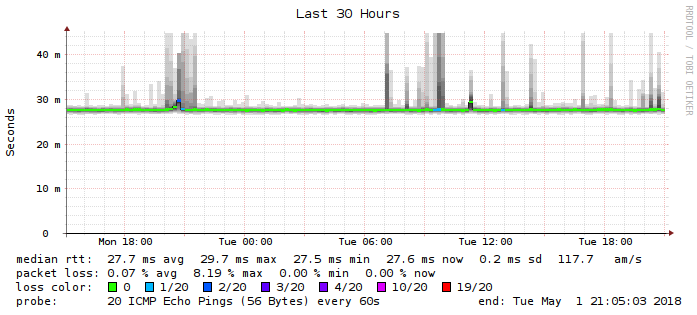 Last 30 Hours
RRDTOOL / TOBI OETIKER
Seconds
40 m
30 m
20 m
10 m
0
Mon 18:00 Tue 00:00 Tue 06:00 Tue 12:00 Tue 18:00
median rtt: 27.7 ms avg 29.7 ms max 27.5 ms min 27.6 ms now 0.2 ms sd 117.7 am/s
packet loss: 0.07 % avg 8.19 % max 0.00 % min 0.00 % now
loss color: 0 1/20 2/20 3/20 4/20 10/20 19/20
probe: 20 ICMP Echo Pings (56 Bytes) every 60s end: Tue May 1 21:05:03 2018